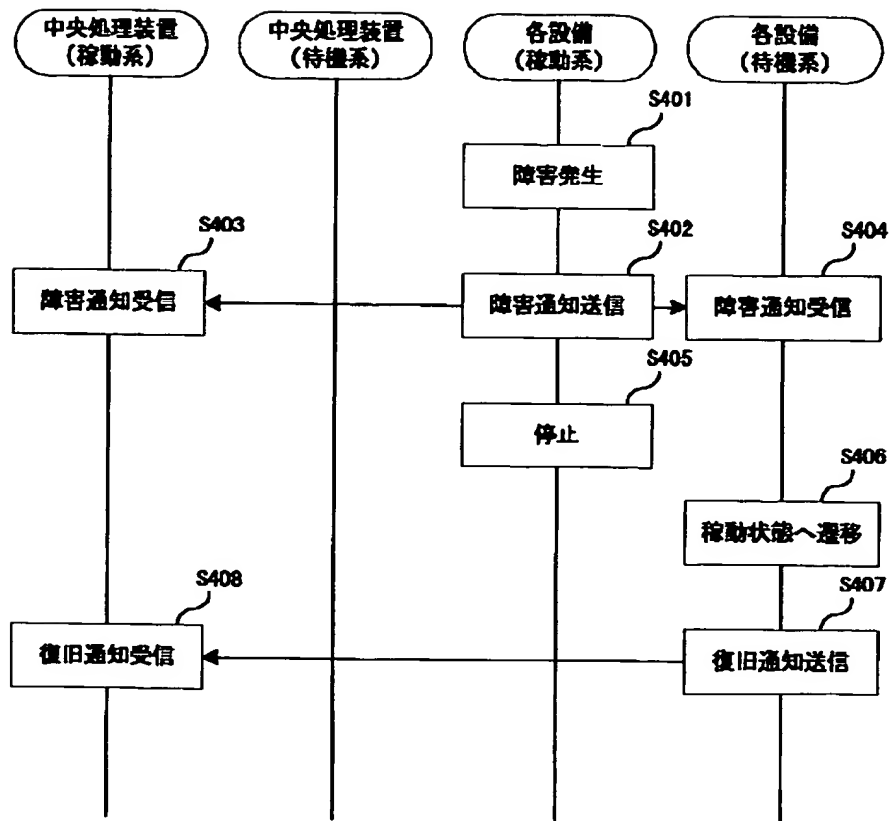 中央処理装置
(稼動系)
中央処理装置
(待機系)
各設備
(稼動系)
各設備
(待機系)
S401
障害発生
S403
S402
S404
障害通知受信
障害通知送信
障害通知受信
S405
停止
S406
稼動状態へ遷移
S408
S407
復旧通知受信
復旧通知送信